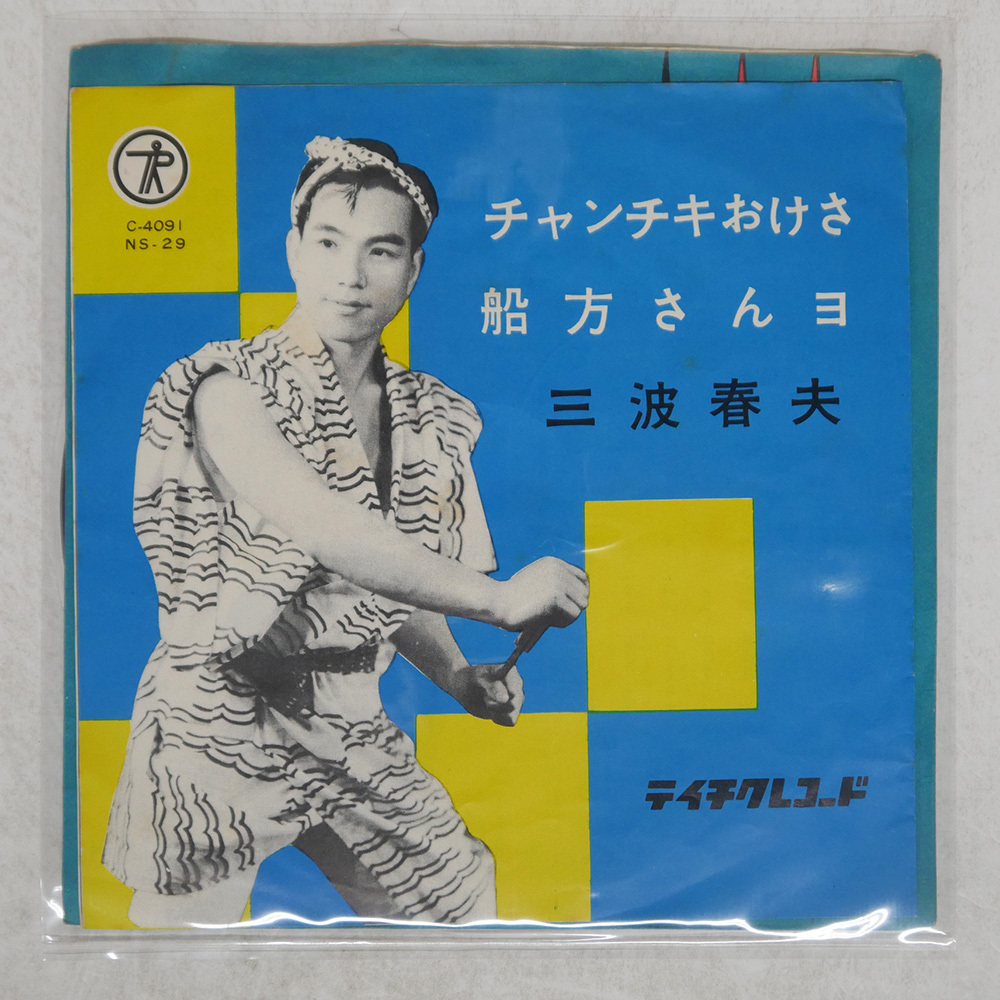 C-4091
NS-29
チャンチキおけさ
船方さんヨ
三波春夫
テイチクレコード